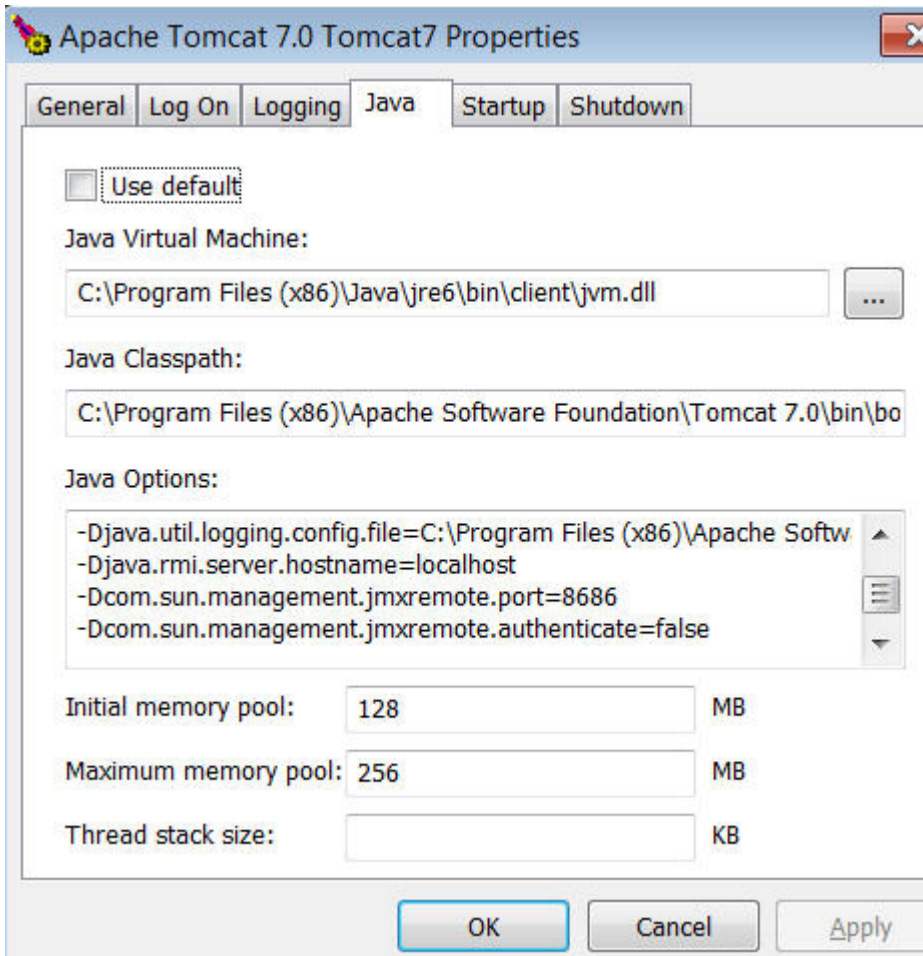 Apache Tomcat 7.0 Tomcat7 Properties
General Log On Logging Java Startup Shutdown
Use default
Java Virtual Machine:
C:\Program Files (x86)\Java\jre6\bin\client\jvm.dll
...
Java Classpath:
C:\Program Files (x86)\Apache Software Foundation\Tomcat 7.0\bin\bo
Java Options:
-Djava.util.logging.config.file=C:\Program Files (x86)\Apache Softw
-Djava.rmi.server.hostname=localhost
-Dcom.sun.management.jmxremote.port=8686
-Dcom.sun.management.jmxremote.authenticate=false
Initial memory pool: 128 MB
Maximum memory pool: 256 MB
Thread stack size: KB
OK Cancel Apply